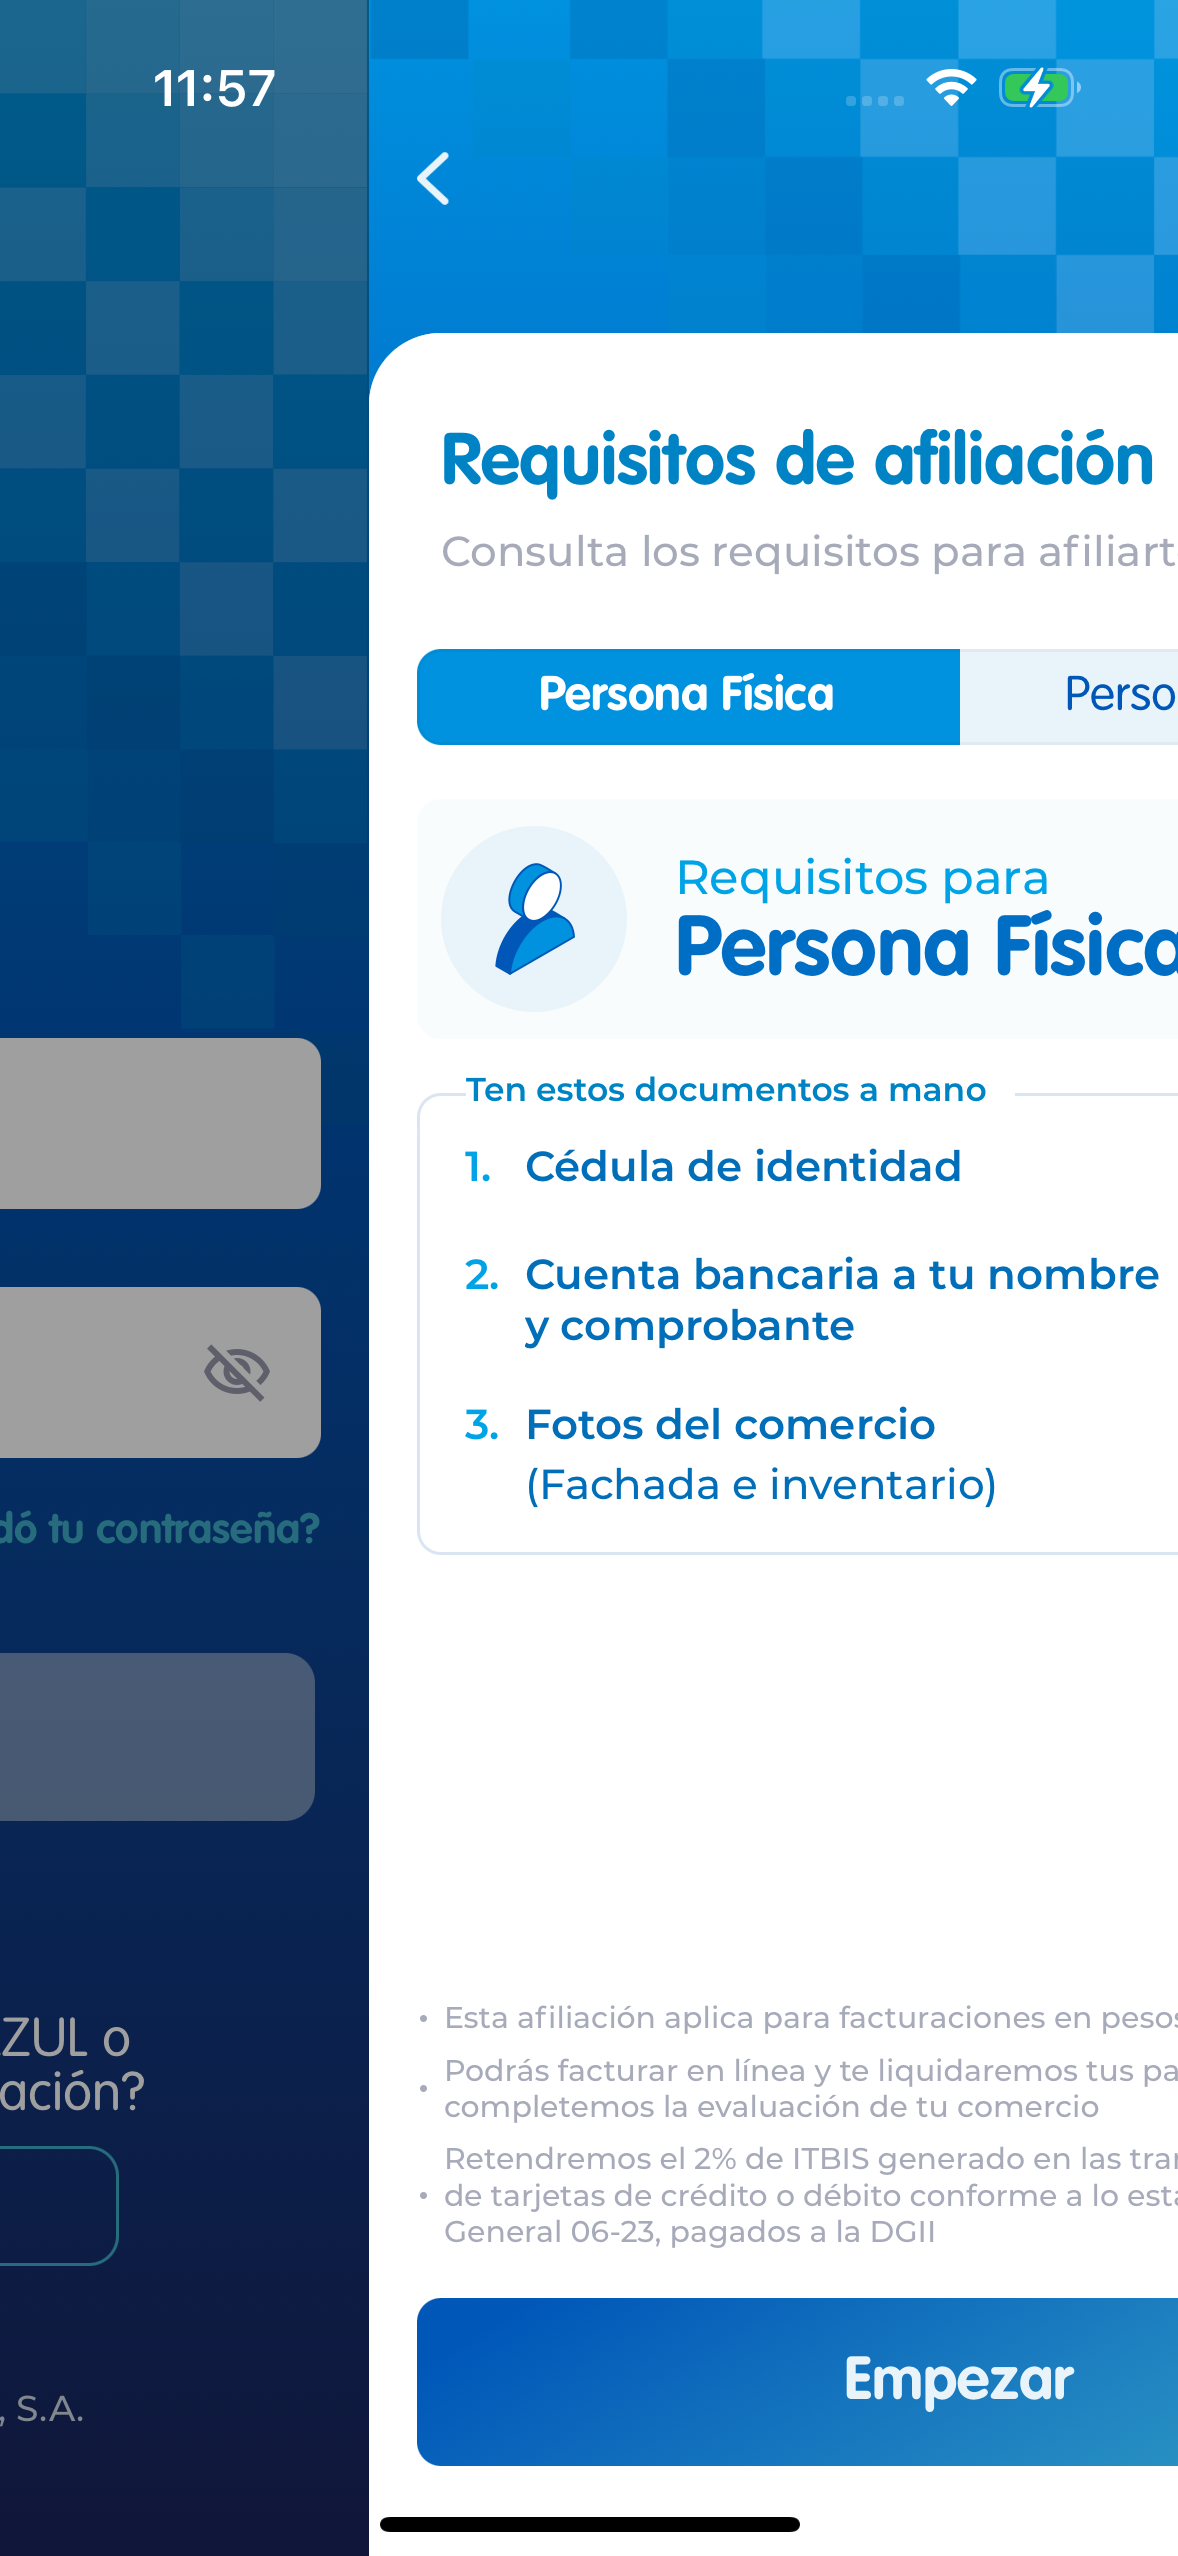 11:57
Requisitos de afiliación
Consulta los requisitos para afiliart
Persona Física
Perso
Requisitos para
Persona Física
Ten estos documentos a mano
1. Cédula de identidad
2. Cuenta bancaria a tu nombre
y comprobante
3. Fotos del comercio
(Fachada e inventario)
dó tu contraseña?
ZUL o
ación?
, S.A.
• Esta afiliación aplica para facturaciones en pesos
• Podrás facturar en línea y te liquidaremos tus pa
completemos la evaluación de tu comercio
• Retendremos el 2% de ITBIS generado en las tran
de tarjetas de crédito o débito conforme a lo esta
General 06-23, pagados a la DGII
Empezar